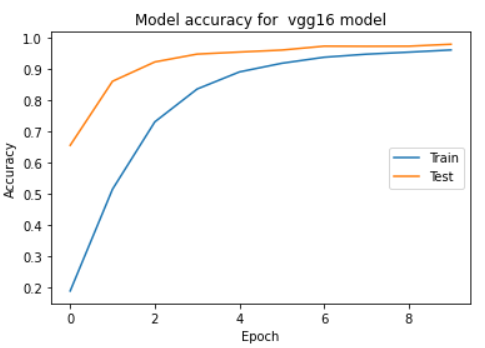 Model accuracy for  vgg16 model
1.0
0.9
0.8
0.7
0.6
0.5
0.4
0.3
0.2
Accuracy
Train
Test
0 2 4 6 8
Epoch